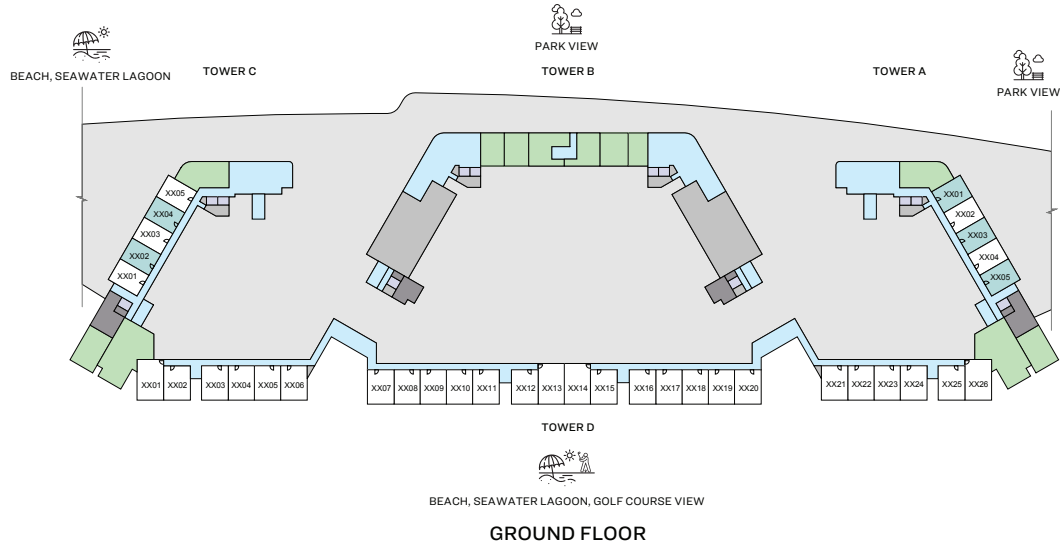 PARK VIEW
BEACH, SEAWATER LAGOON
TOWER C
TOWER B
TOWER A
PARK VIEW
XX05
XX04
XX03
XX02
XX01
XX01
XX02
XX03
XX04
XX05
XX01 XX02 XX03 XX04 XX05 XX06
XX07 XX08 XX09 XX10 XX11 XX12 XX13 XX14 XX15 XX16 XX17 XX18 XX19 XX20
XX21 XX22 XX23 XX24 XX25 XX26
TOWER D
BEACH, SEAWATER LAGOON, GOLF COURSE VIEW
GROUND FLOOR